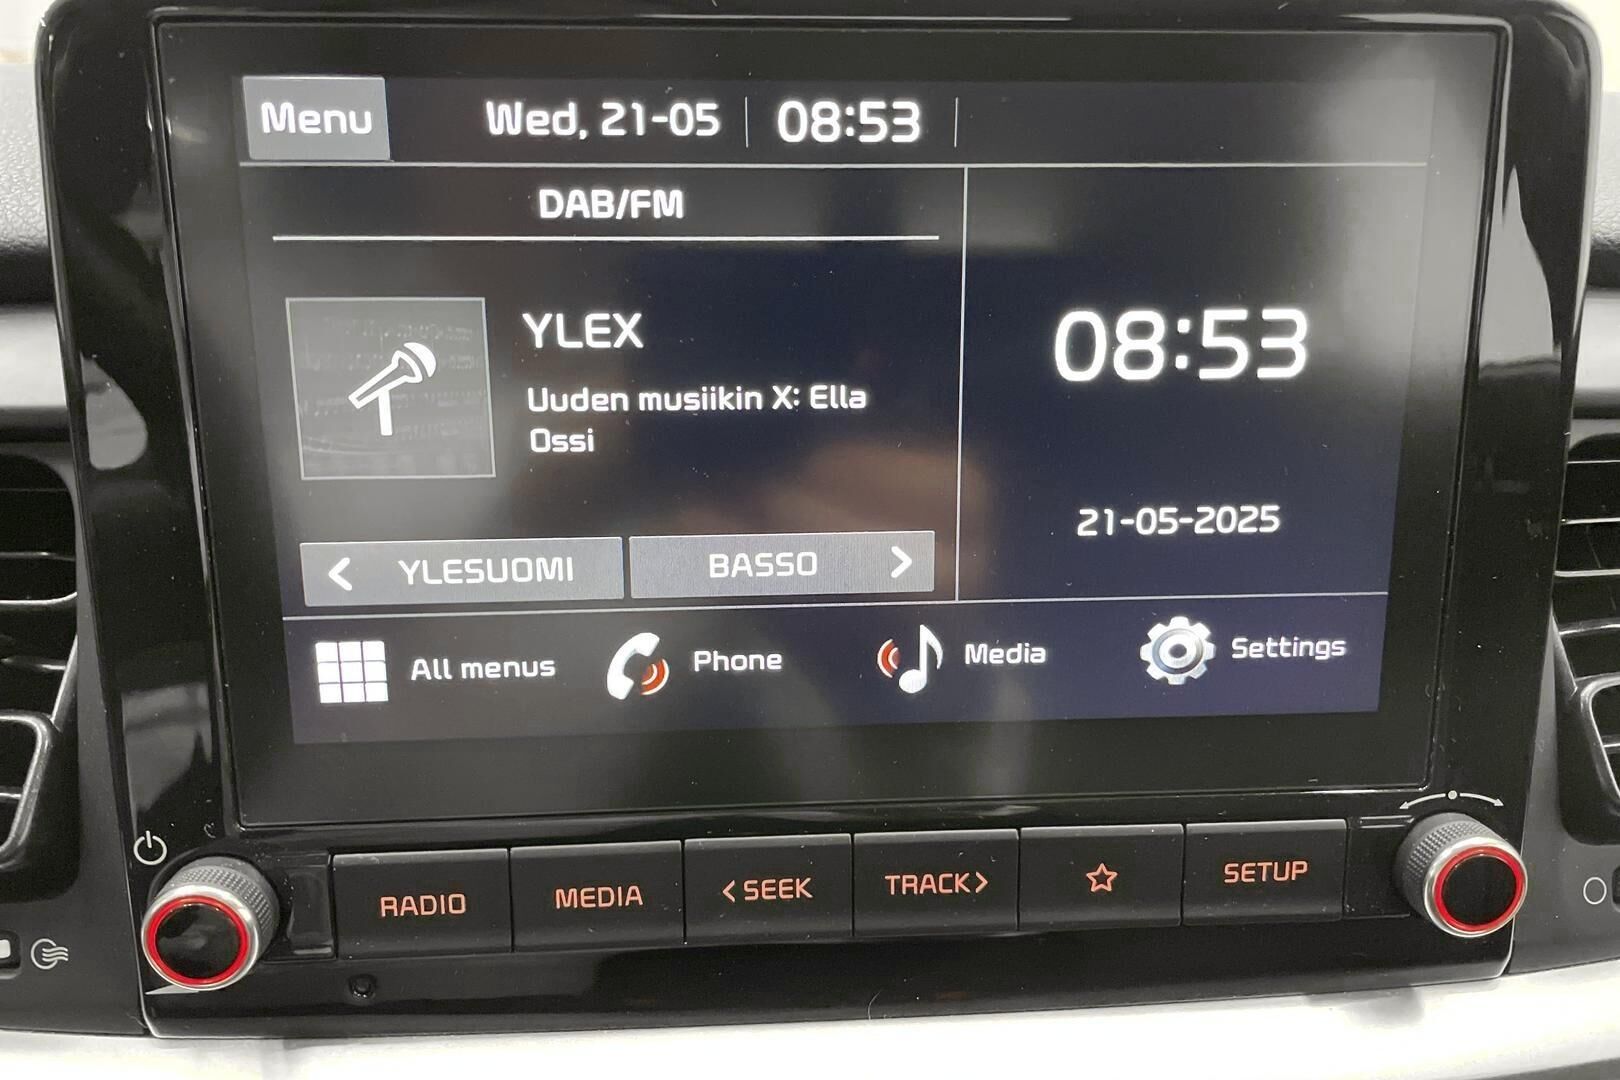 Menu
Wed, 21-05
08:53
DAB/FM
YLEX
Uuden musiikin X: Ella
Ossi
08:53
21-05-2025
< YLESUOMI
BASSO >
All menus
Phone
Media
Settings
RADIO
MEDIA
< SEEK
TRACK >
SETUP